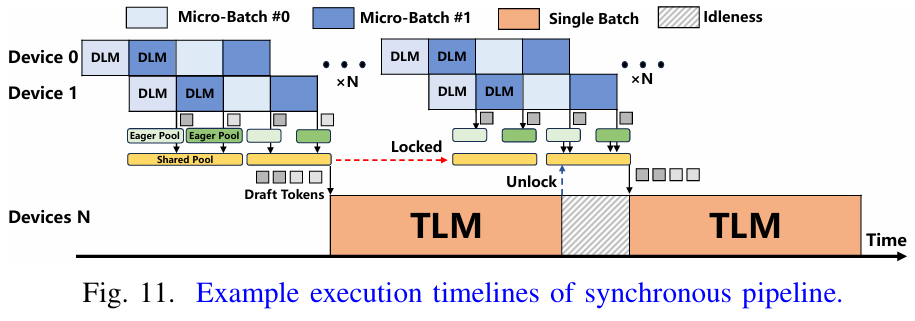 Micro-Batch #0 Micro-Batch #1 Single Batch Idleness
Device 0 DLM DLM DLM DLM
• • • ×N
Device 1 DLM DLM DLM DLM
Eager Pool Eager Pool
Shared Pool
Locked
Draft Tokens
Unlock
Devices N TLM TLM
Time
Fig. 11. Example execution timelines of synchronous pipeline.